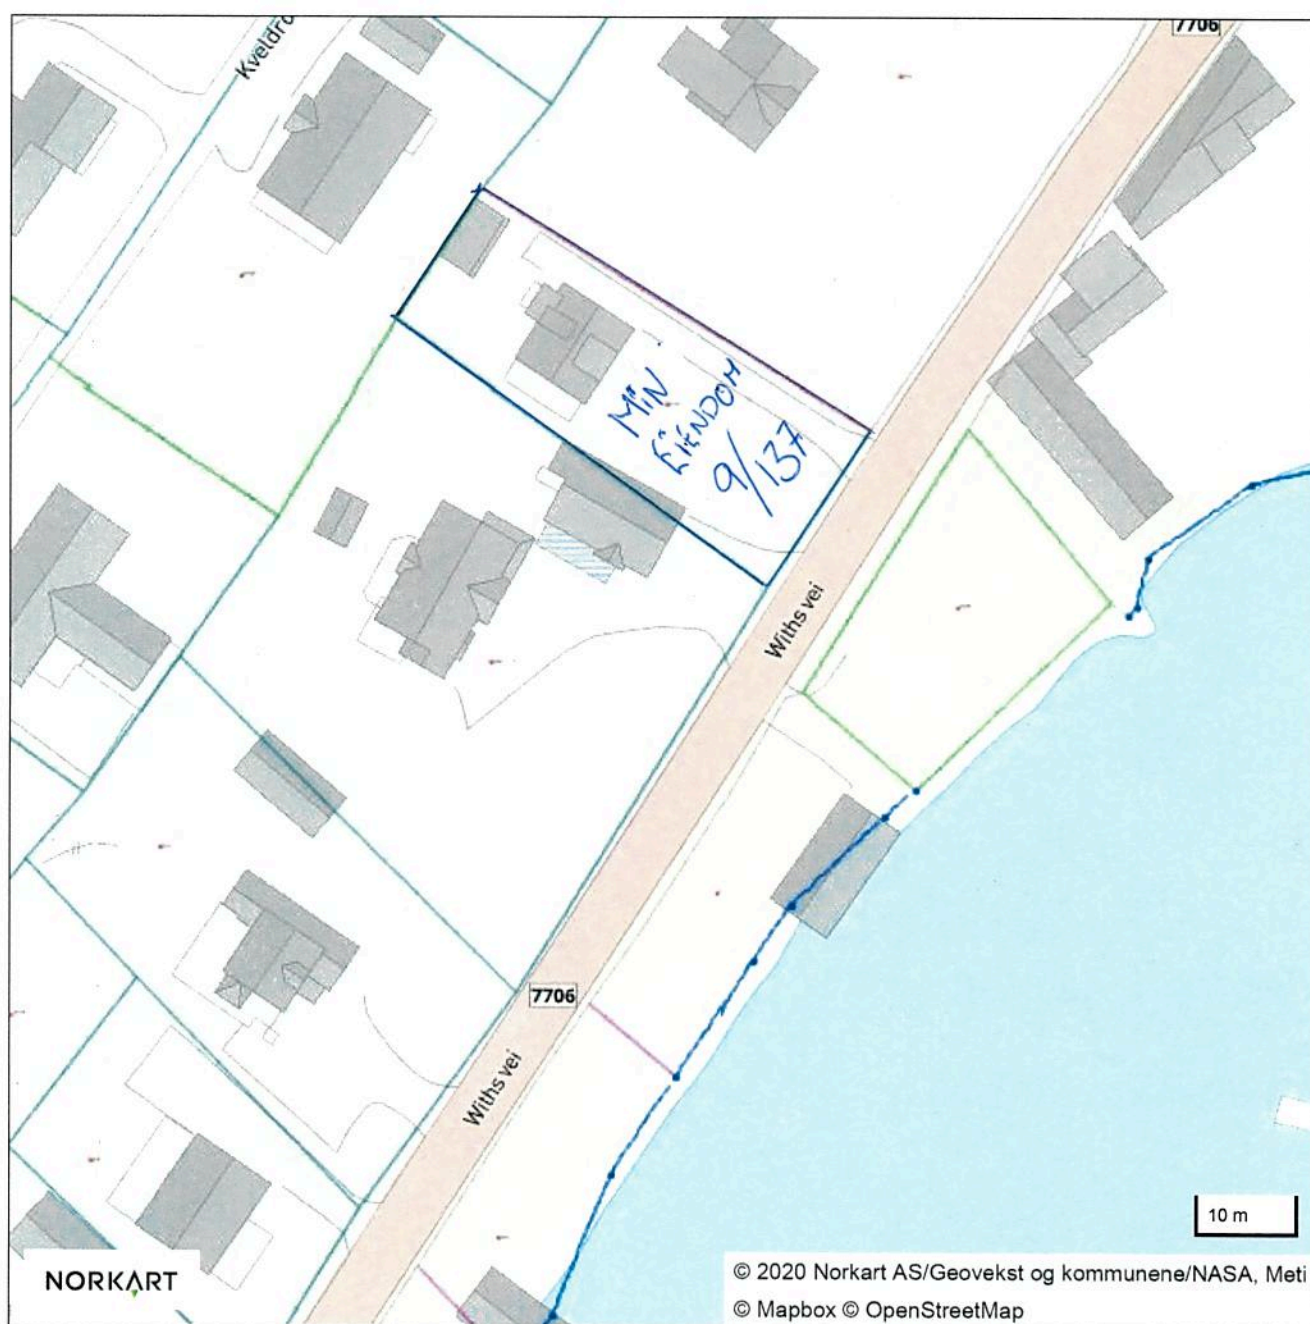 7706
Kveldro
MIN
EIENDOM
9/137
Withs vei
7706
Withs vei
10 m
NORKART
© 2020 Norkart AS/Geovekst og kommunene/NASA, Meti
© Mapbox © OpenStreetMap